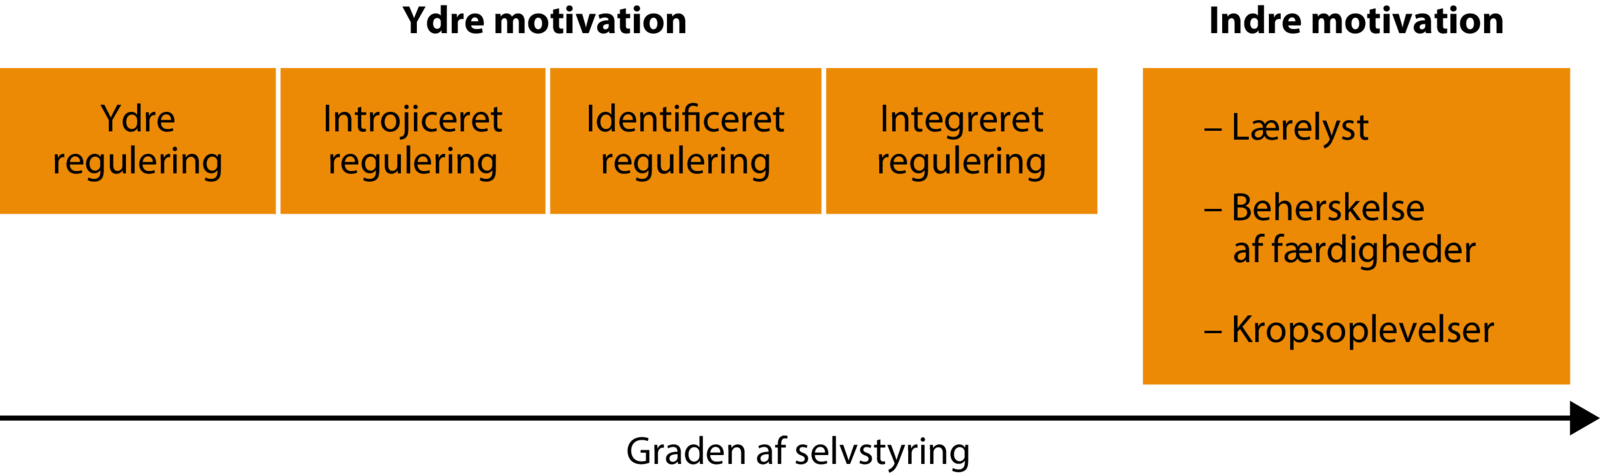 Ydre motivation
Indre motivation
Ydre
regulering
Introjiceret
regulering
Identificeret
regulering
Integreret
regulering
– Lærelyst
– Beherskelse
af færdigheder
– Kropsoplevelser
Graden af selvstyring